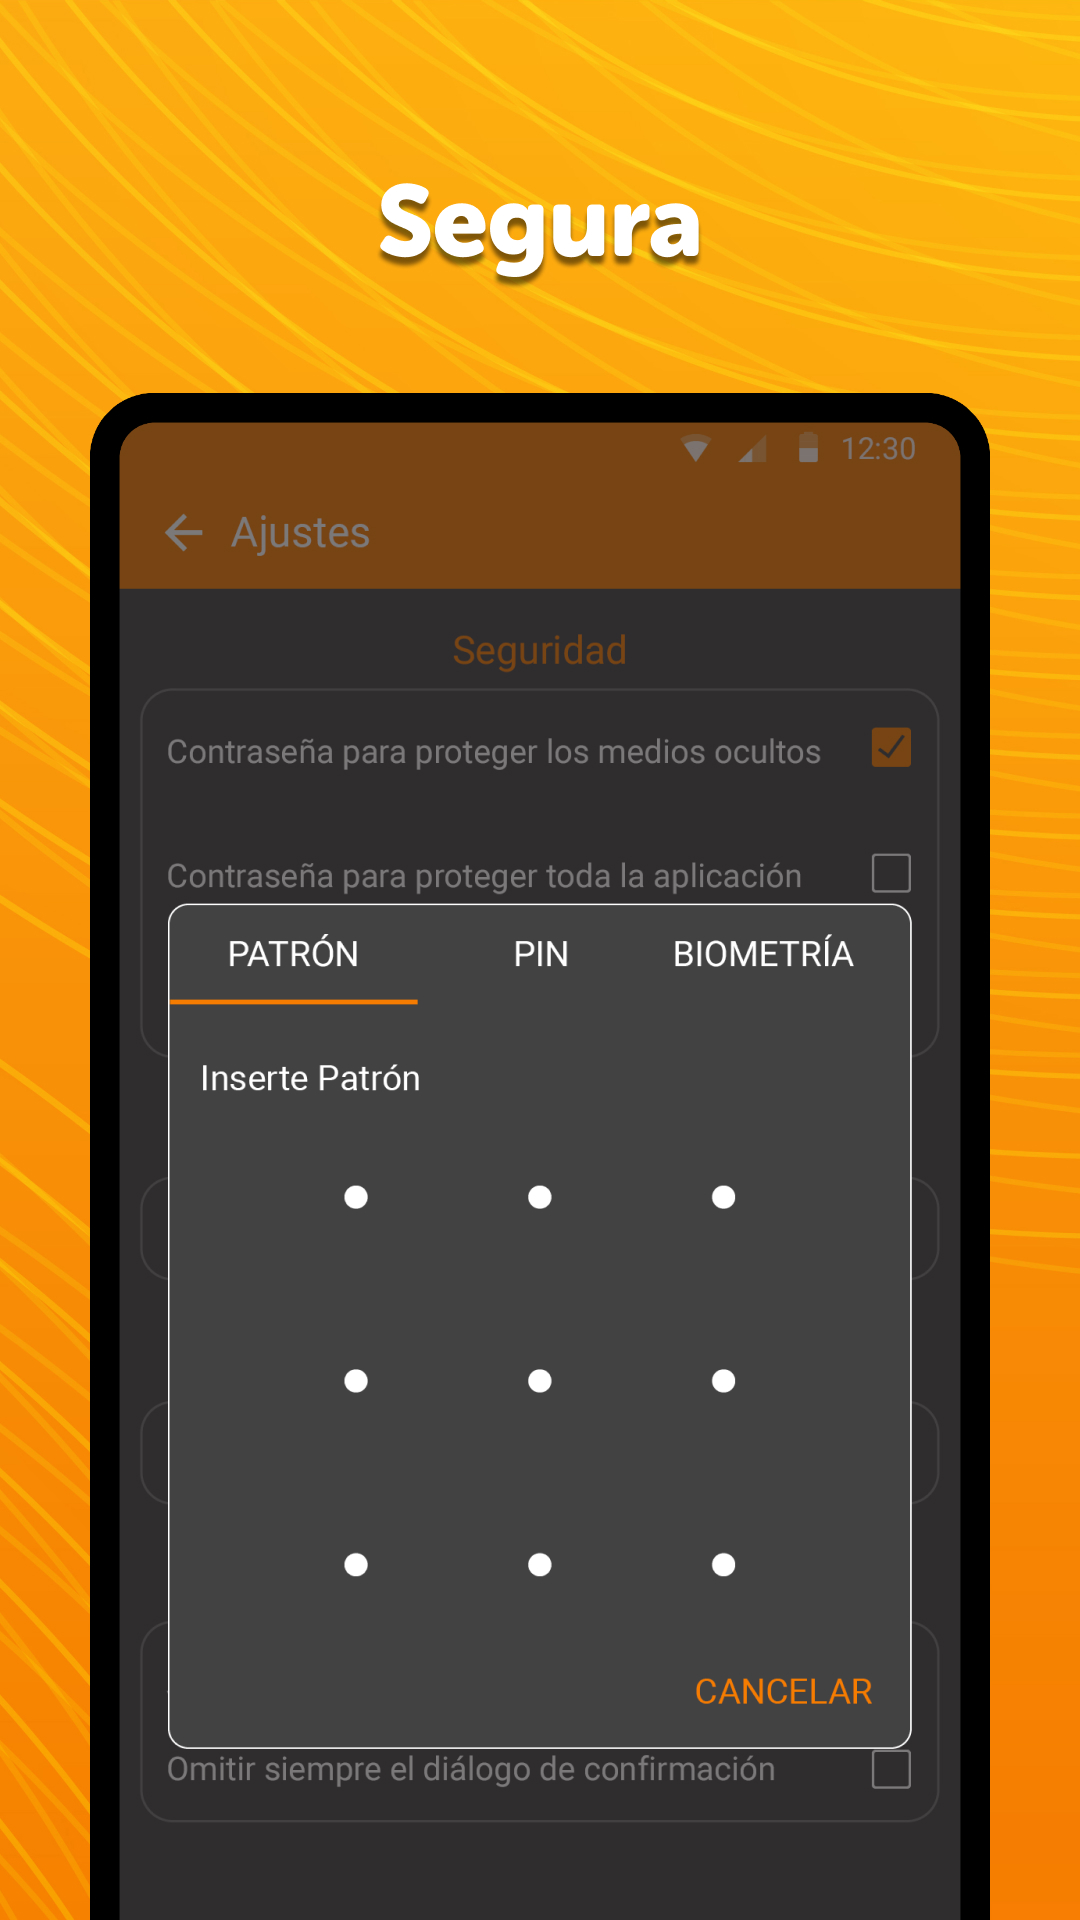 Segura
12:30
Ajustes
Seguridad
Contraseña para proteger los medios ocultos
Contraseña para proteger toda la aplicación
PATRÓN PIN BIOMETRÍA
Inserte Patrón
CANCELAR
Omitir siempre el diálogo de confirmación